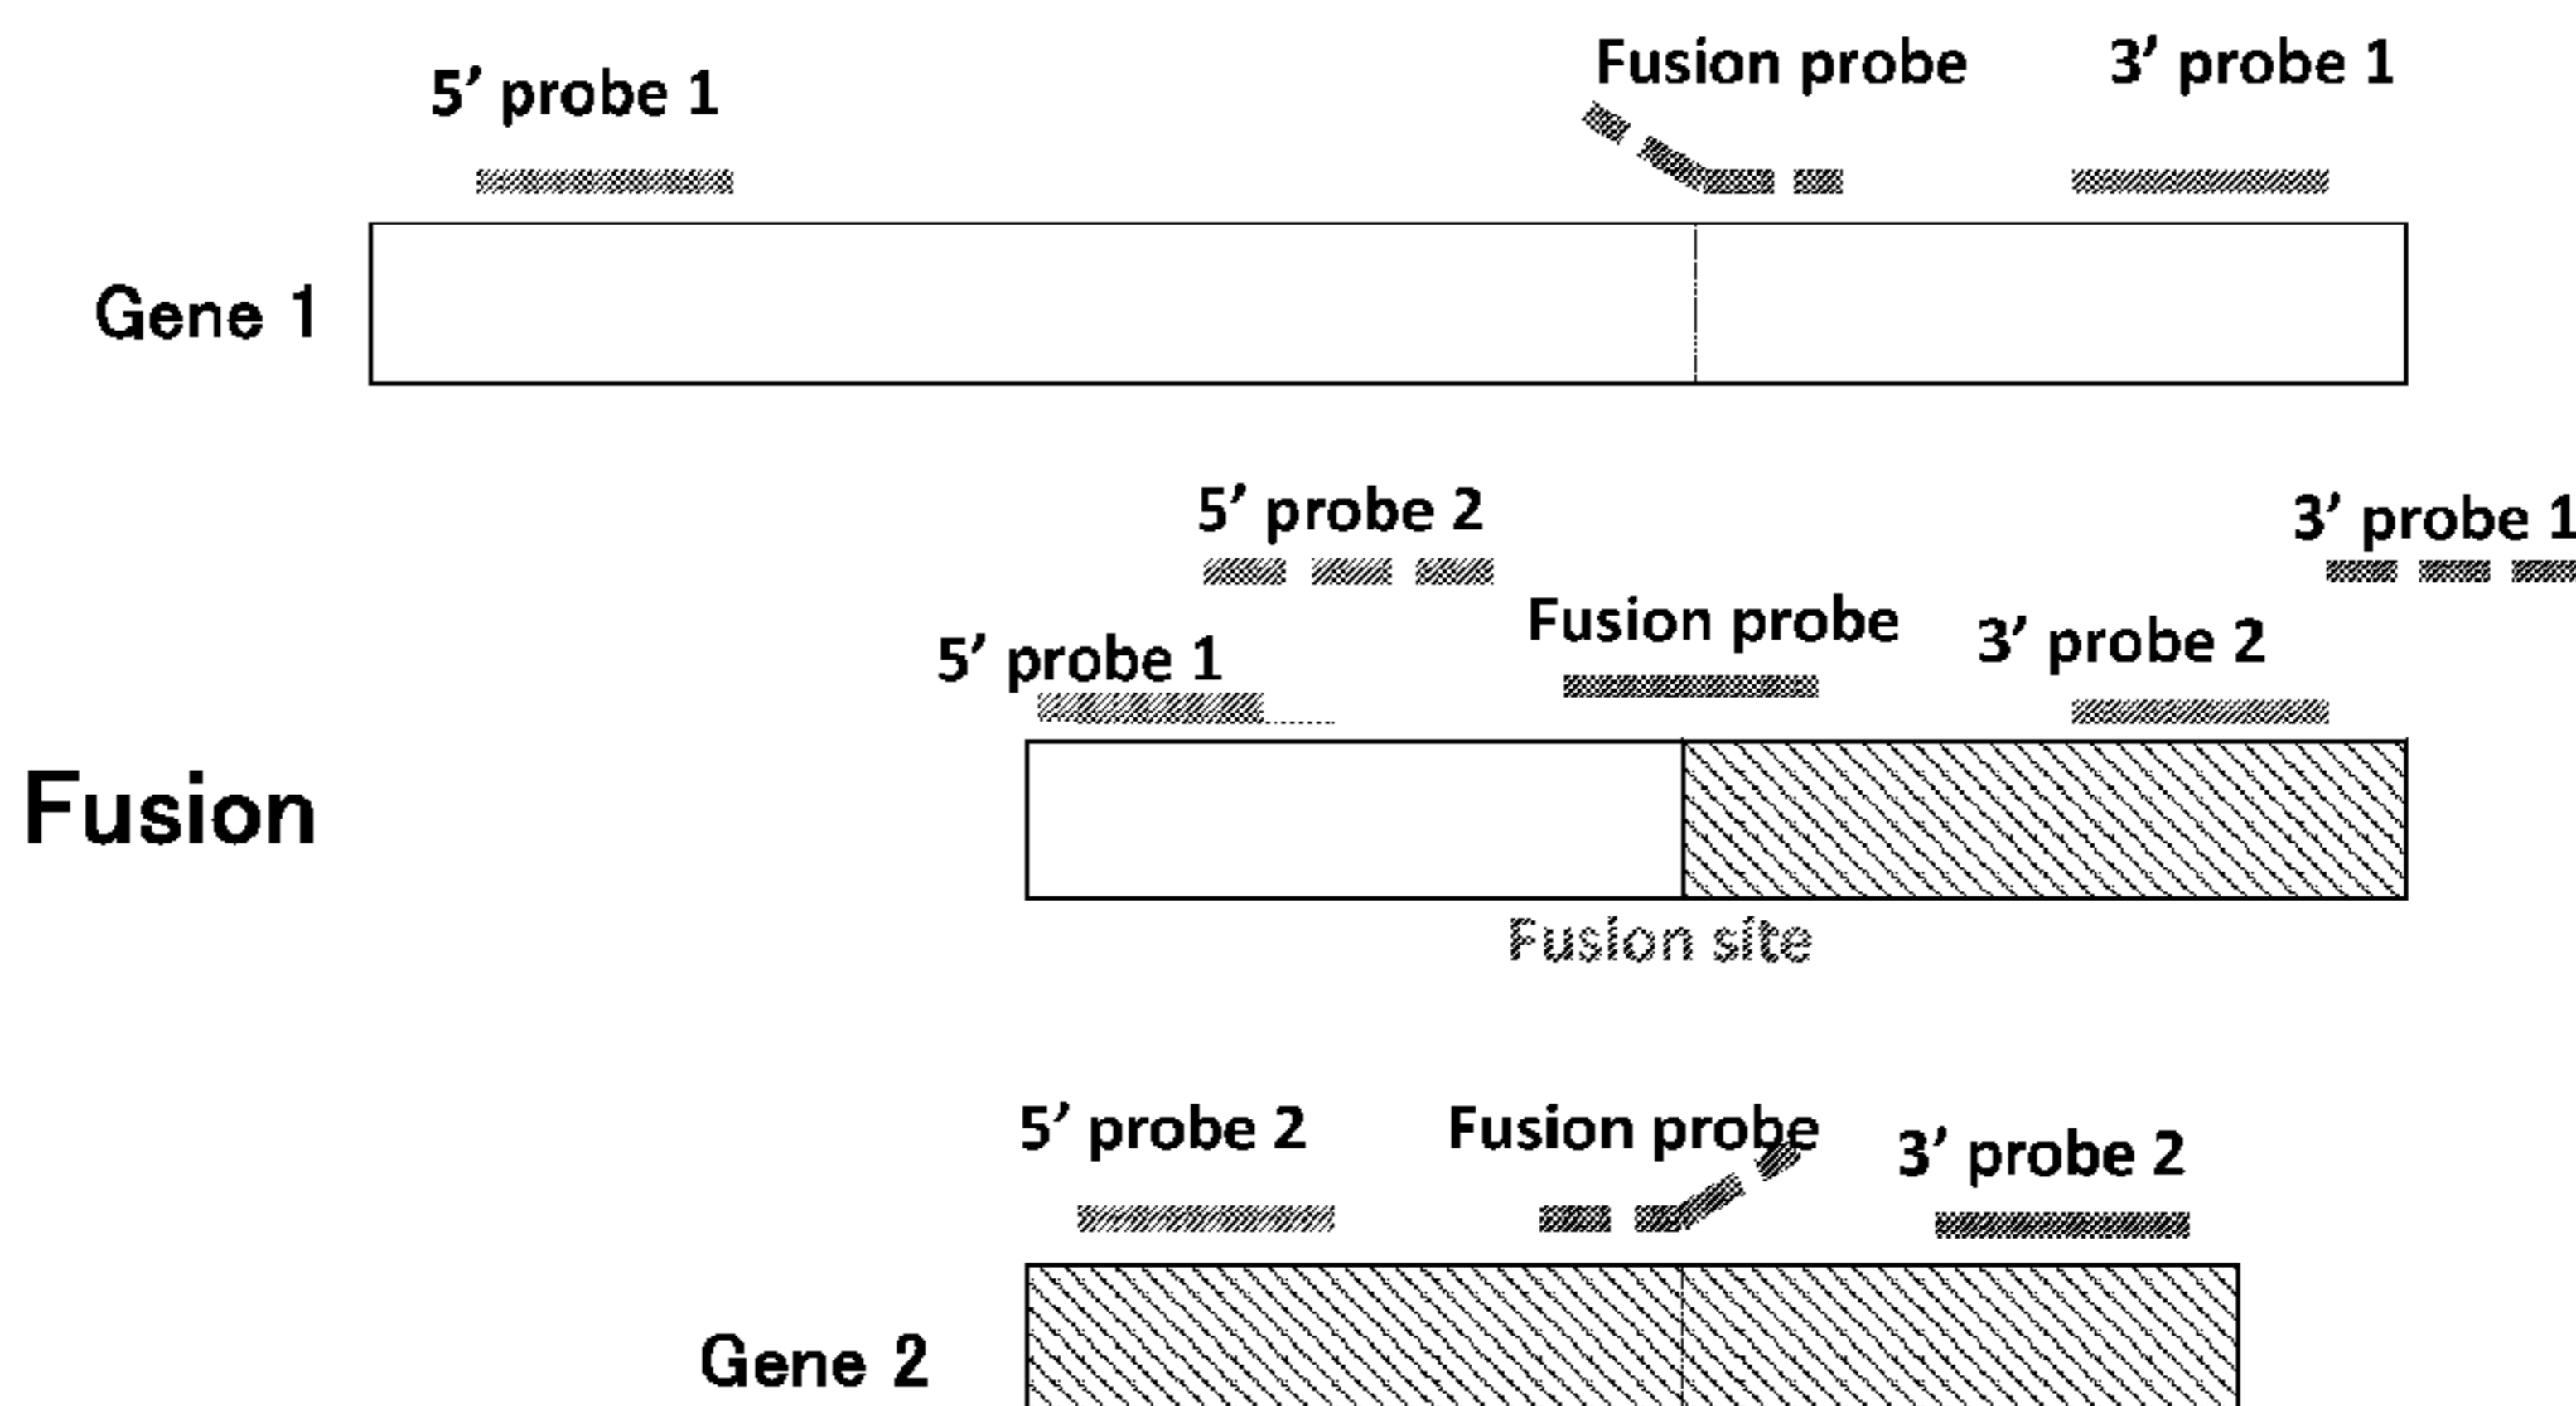 Fusion probe 3′ probe 1
5′ probe 1
Gene 1
5′ probe 2 3′ probe 1
Fusion probe
5′ probe 1 3′ probe 2
Fusion
Fusion site
5′ probe 2 Fusion probe 3′ probe 2
Gene 2